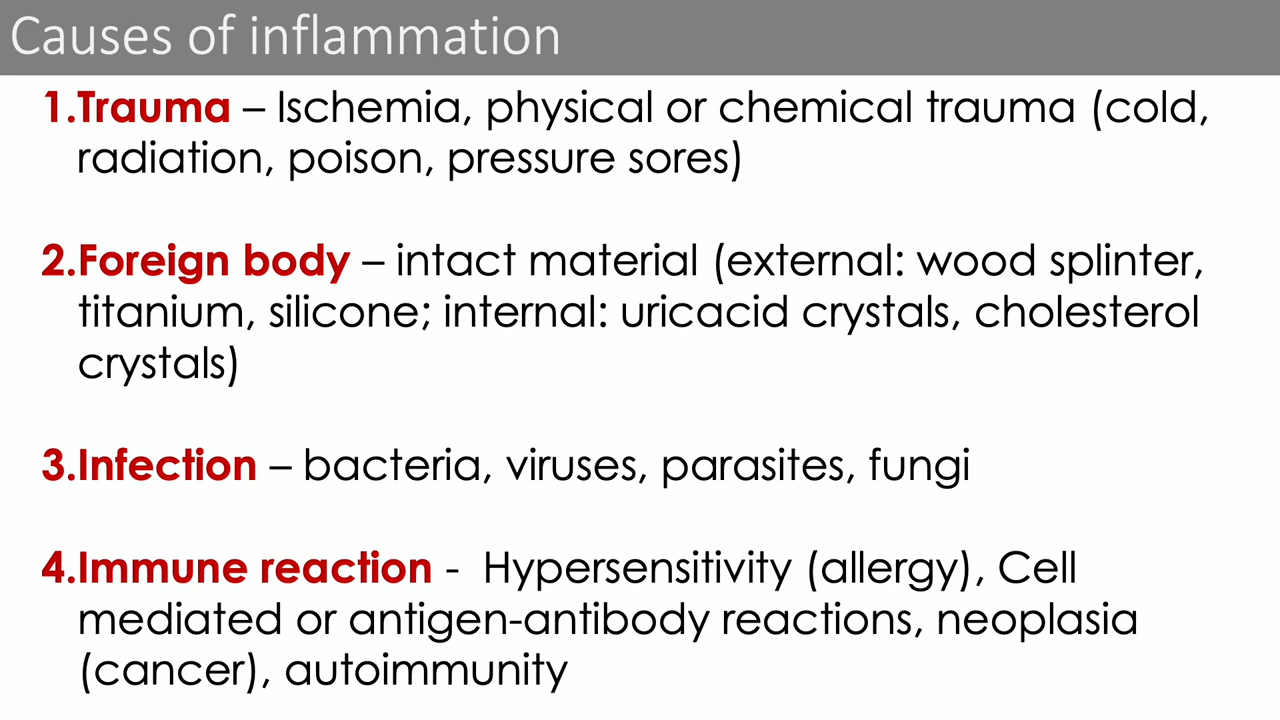 Causes of inflammation
1.Trauma – Ischemia, physical or chemical trauma (cold,
radiation, poison, pressure sores)
2.Foreign body – intact material (external: wood splinter,
titanium, silicone; internal: uricacid crystals, cholesterol
crystals)
3.Infection – bacteria, viruses, parasites, fungi
4.Immune reaction - Hypersensitivity (allergy), Cell
mediated or antigen-antibody reactions, neoplasia
(cancer), autoimmunity